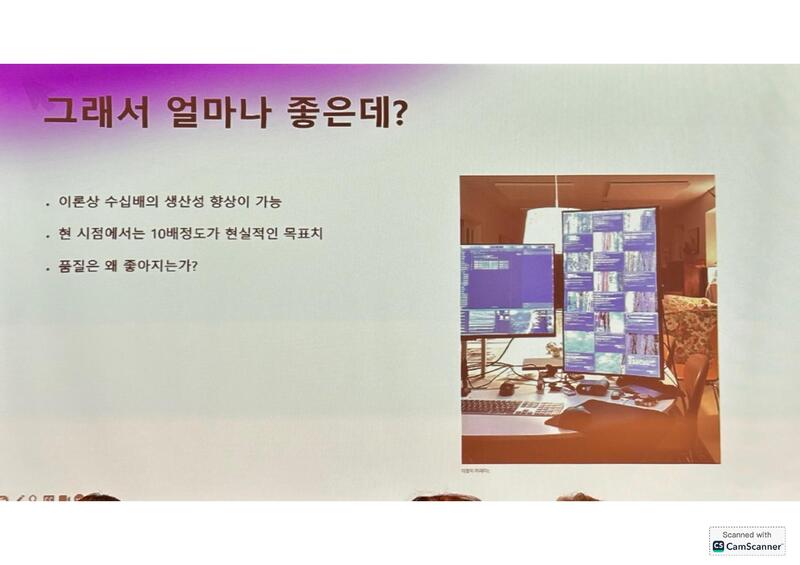 그래서 얼마나 좋은데?
• 이론상 수십배의 생산성 향상이 가능
• 현 시점에서는 10배정도가 현실적인 목표치
• 품질은 왜 좋아지는가?
Scanned with
CS CamScanner